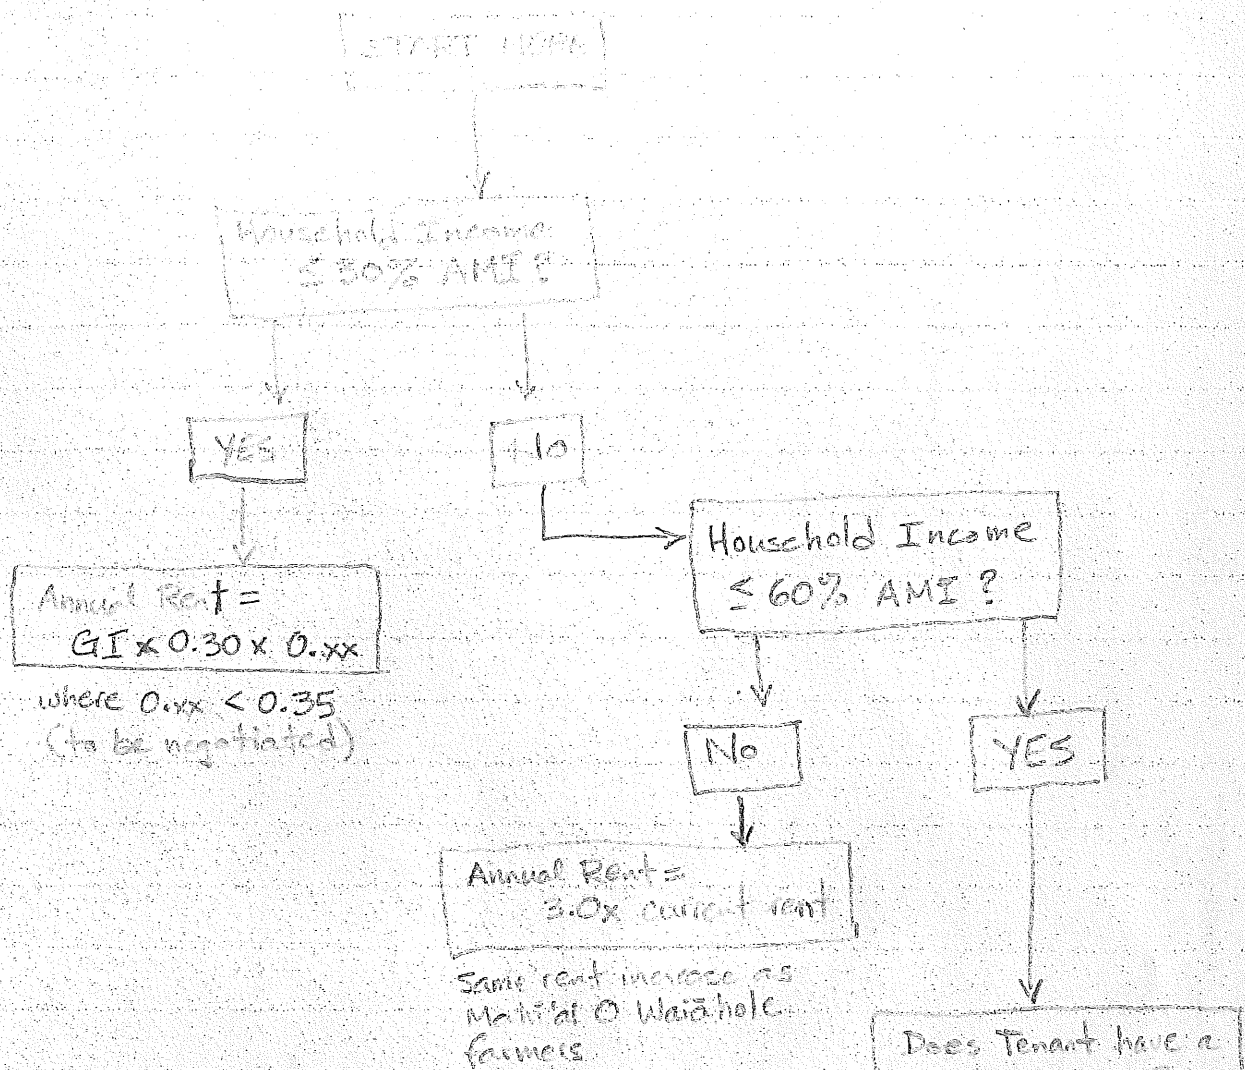 START HERE
Household Income
≤ 30% AMI?
YES
No
Household Income
≤ 60% AMI?
Annual Rent =
GI x 0.30 x 0.xx
where 0.xx < 0.35
(to be negotiated)
No
YES
Annual Rent =
3.0x current rent
Same rent increase as
Mahi'ai O Waiāhole
farmers
Does Tenant have a